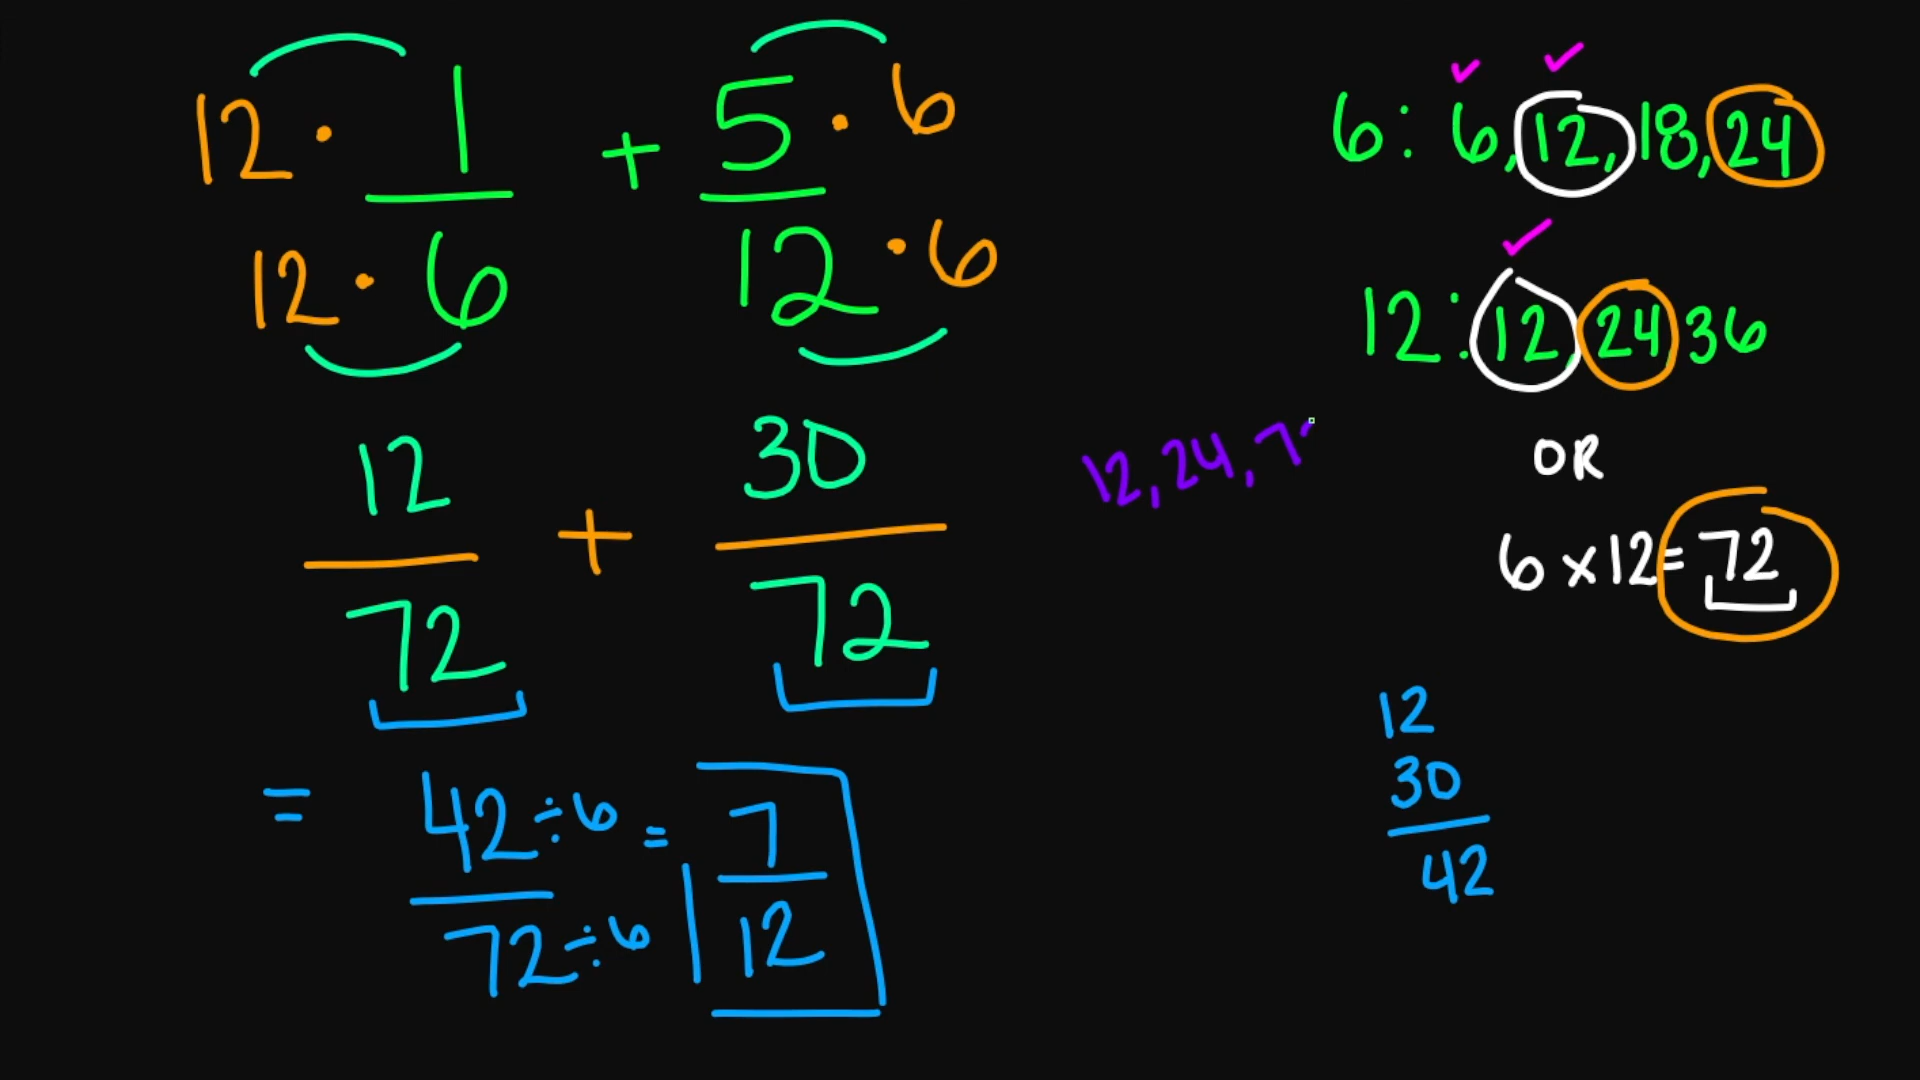 12 · 1 + 5 · 6
12 · 6 12 · 6
12 + 30
72 72
= 42 ÷ 6 = 7
72 ÷ 6 12
12, 24, 7
6: 6, 12, 18, 24
12: 12, 24, 36
OR
6 x 12 = 72
12
30
42